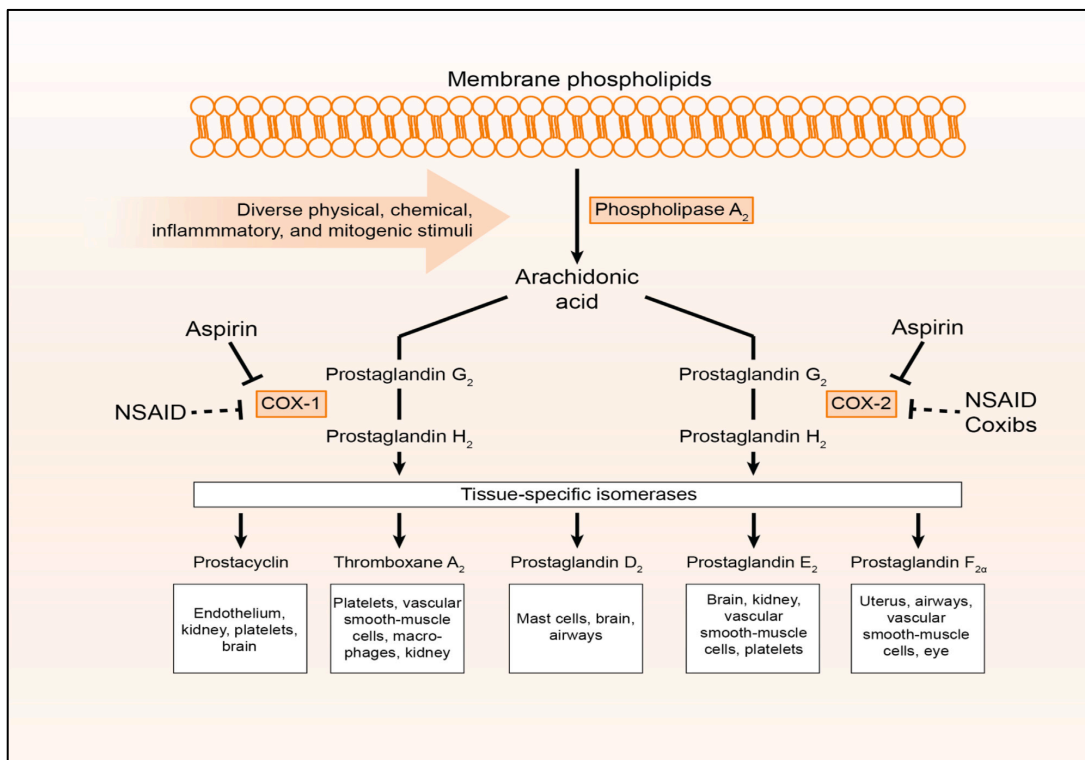 Membrane phospholipids
Diverse physical, chemical,
inflammmatory, and mitogenic stimuli
Phospholipase A₂
Arachidonic
acid
Aspirin
Aspirin
Prostaglandin G₂
Prostaglandin G₂
NSAID
COX-1
COX-2
NSAID
Coxibs
Prostaglandin H₂
Prostaglandin H₂
Tissue-specific isomerases
Prostacyclin
Thromboxane A₂
Prostaglandin D₂
Prostaglandin E₂
Prostaglandin F₂α
Endothelium,
kidney, platelets,
brain
Platelets, vascular
smooth-muscle
cells, macro-
phages, kidney
Mast cells, brain,
airways
Brain, kidney,
vascular
smooth-muscle
cells, platelets
Uterus, airways,
vascular
smooth-muscle
cells, eye